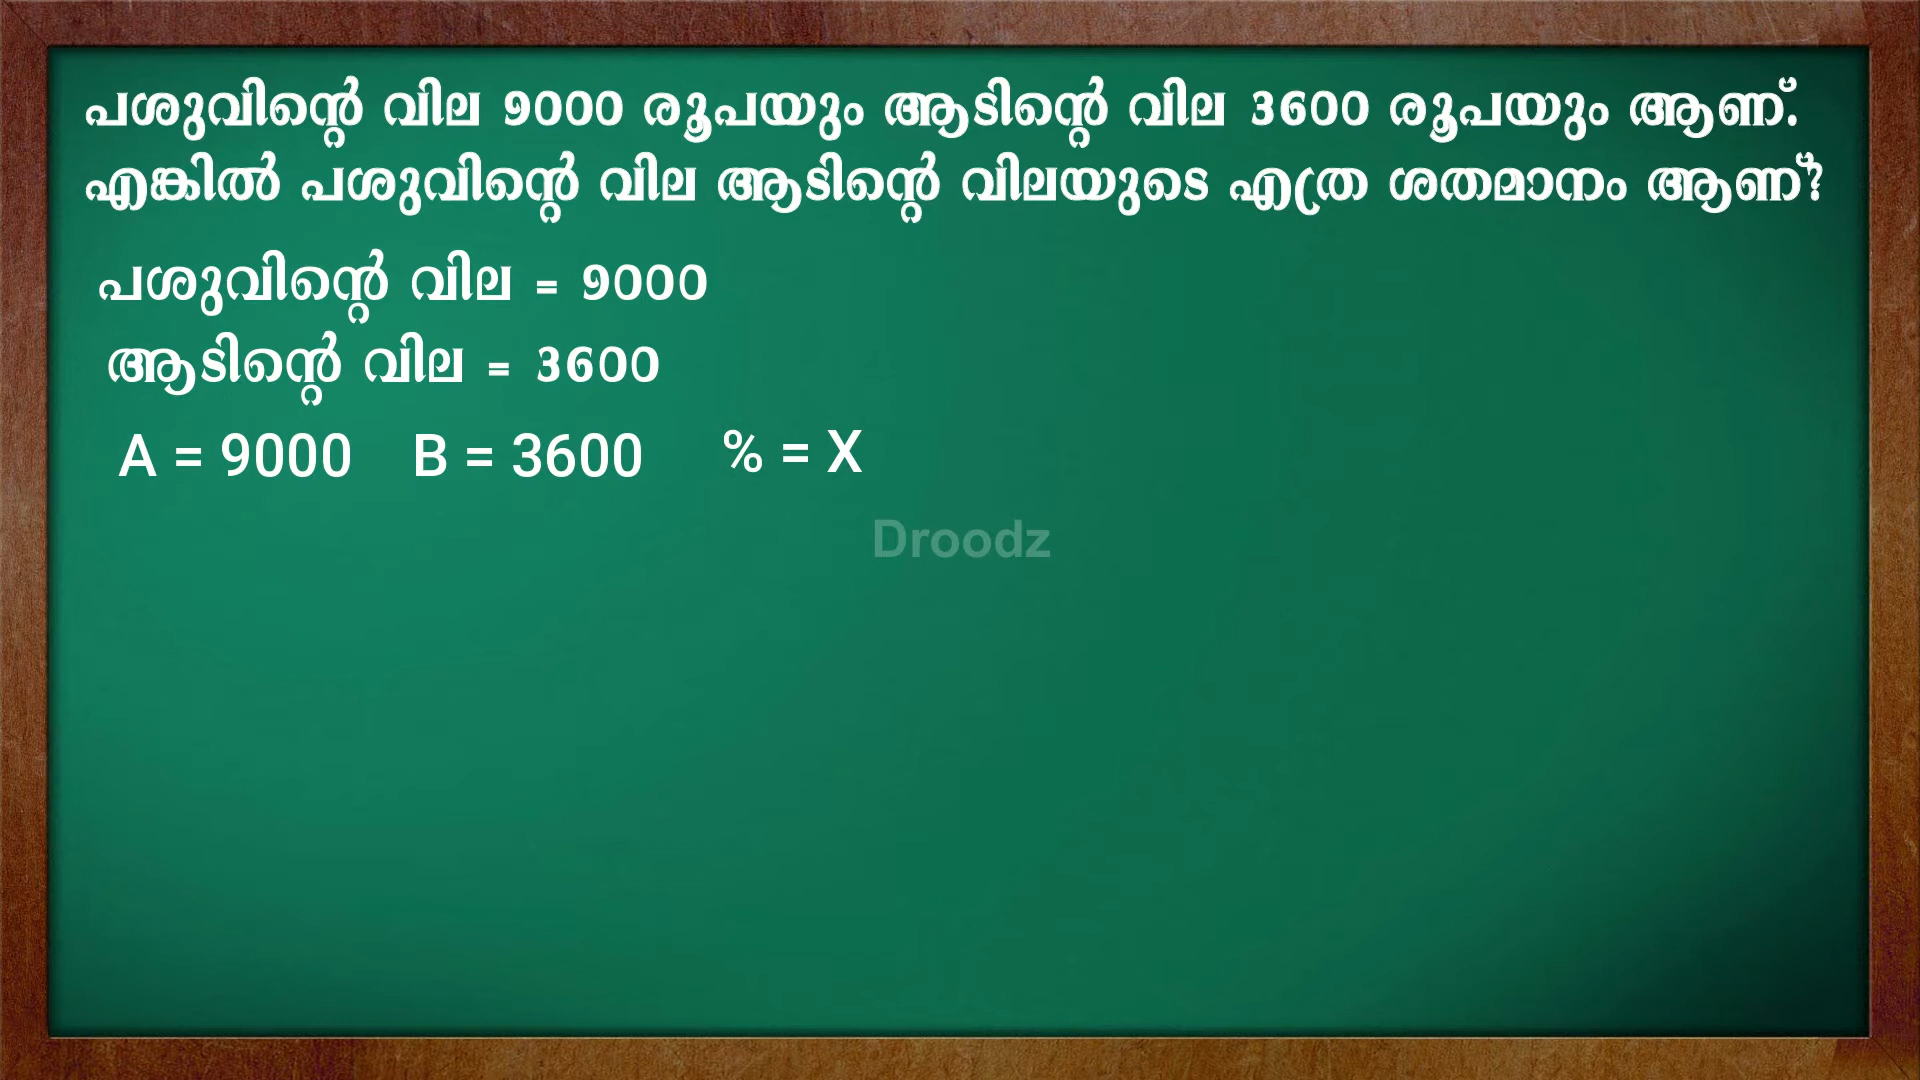 പശുവിന്റെ വില 9000 രൂപയും ആടിന്റെ വില 3600 രൂപയും ആണ്.
എങ്കിൽ പശുവിന്റെ വില ആടിന്റെ വിലയുടെ എത്ര ശതമാനം ആണ്?
പശുവിന്റെ വില = 9000
ആടിന്റെ വില = 3600
A = 9000 B = 3600 % = X
Droodz